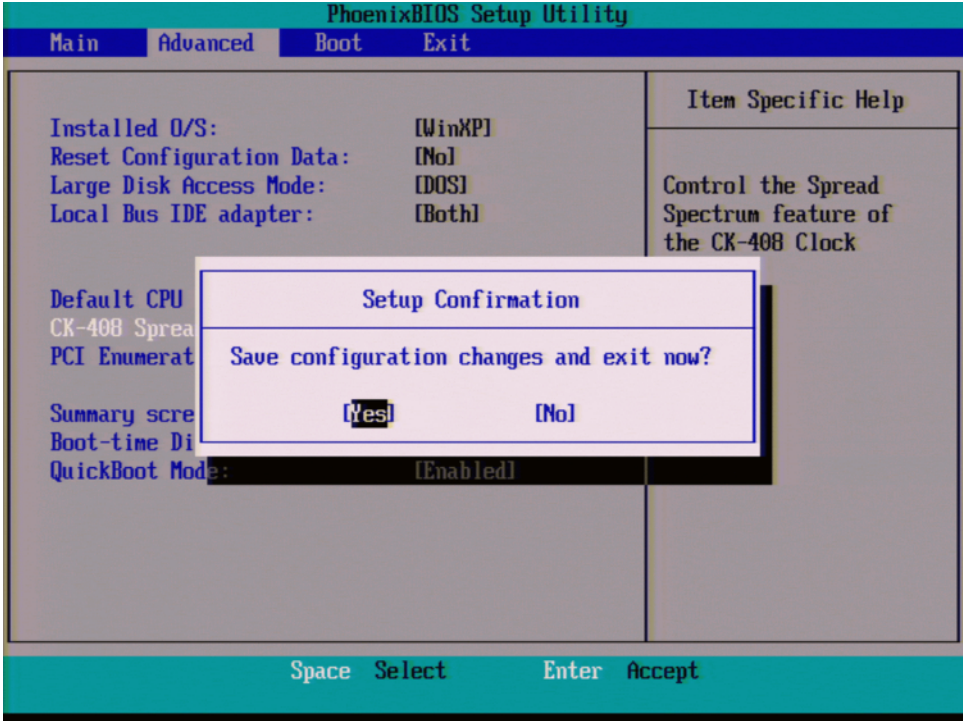 PhoenixBIOS Setup Utility
Main Advanced Boot Exit
Installed O/S: [WinXP]
Reset Configuration Data: [No]
Large Disk Access Mode: [DOS]
Local Bus IDE adapter: [Both]
Default CPU
CK-408 Sprea
PCI Enumerat
Summary scre
Boot-time Di
QuickBoot Mode: [Enabled]
Item Specific Help
Control the Spread
Spectrum feature of
the CK-408 Clock
Setup Confirmation
Save configuration changes and exit now?
[Yes] [No]
Space Select Enter Accept